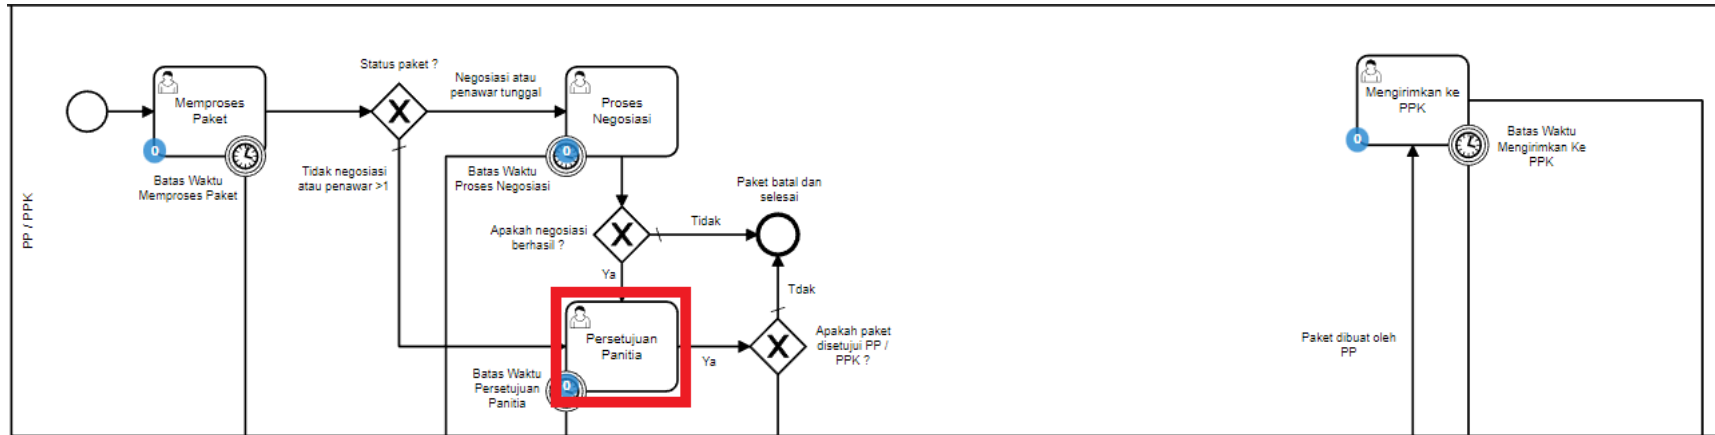 PP / PPK
Memproses
Paket
0
Batas Waktu
Memproses Paket
Status paket ?
Negosiasi atau
penawar tunggal
Tidak negosiasi
atau penawar >1
Proses
Negosiasi
0
Batas Waktu
Proses Negosiasi
Apakah negosiasi
berhasil ?
Tidak
Paket batal dan
selesai
Ya
Persetujuan
Panitia
0
Batas Waktu
Persetujuan
Panitia
Ya
Tdak
Apakah paket
disetujui PP /
PPK ?
Mengirimkan ke
PPK
0
Batas Waktu
Mengirimkan Ke
PPK
Paket dibuat oleh
PP